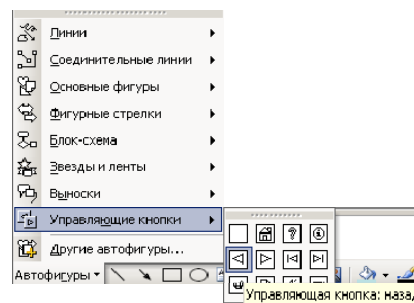 Линии
Соединительные линии
Основные фигуры
Фигурные стрелки
Блок-схема
Звезды и ленты
Выноски
Управляющие кнопки
Другие автофигуры...
Автофигуры
Управляющая кнопка: наза